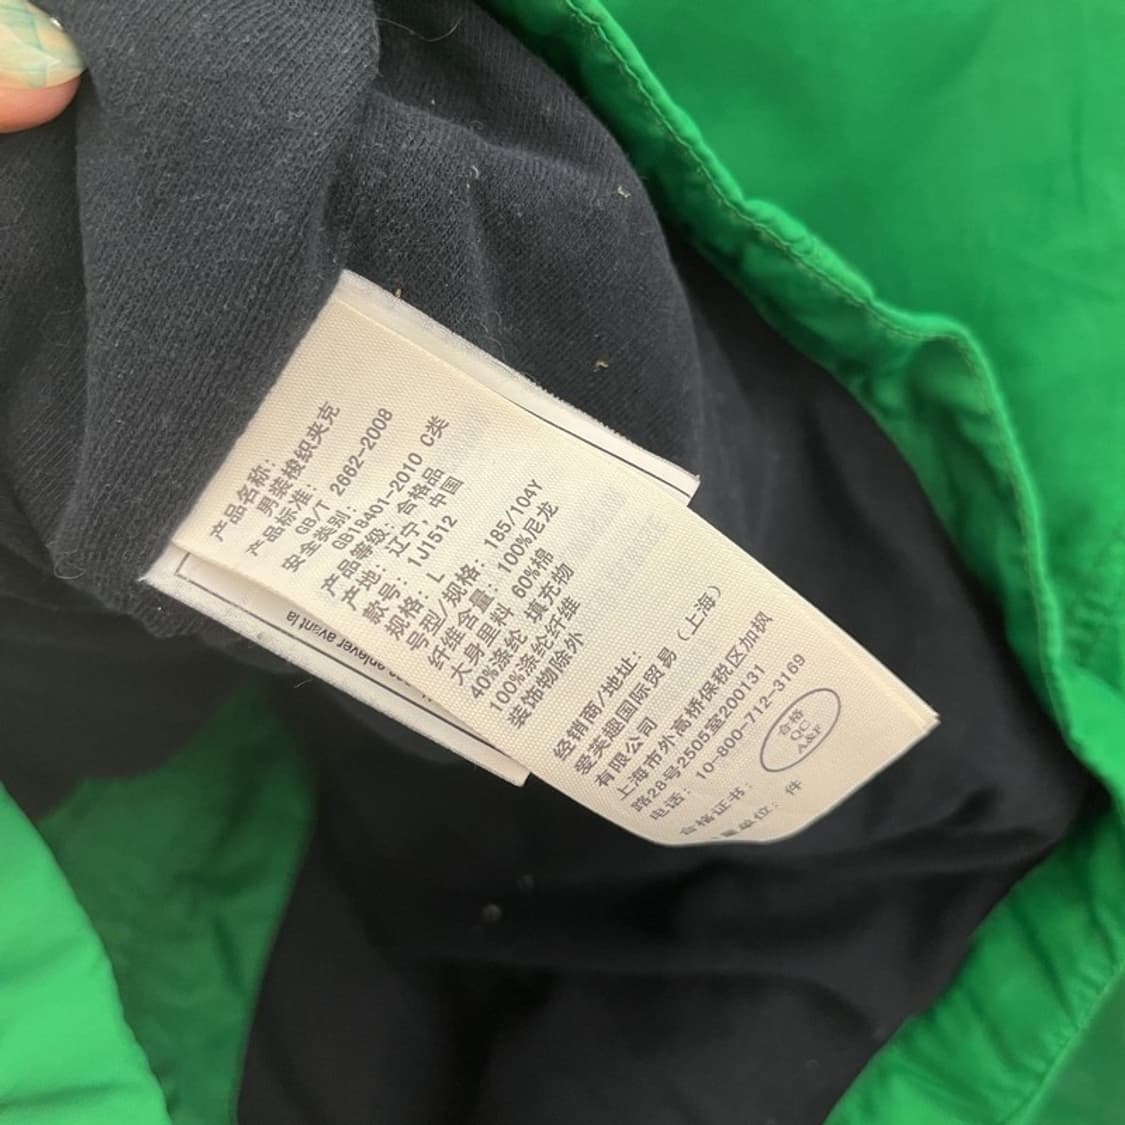 产品名称:
男装梭织夹克
产品标准:
GB/T 2662-2008
安全类别:
GB18401-2010 C类
产品等级: 合格品
产地: 辽宁, 中国
款号:: 1J1512
规格: L
号型/规格: 185/104Y
纤维含量: 100%尼龙
大身里料 60%棉
40%涤纶 填充物
100%涤纶纤维
装饰物除外
经销商/地址:
爱芙趣国际贸易(上海)
有限公司
上海市外高桥保税区加枫
路28号2505室200131
电话: 10-800-712-3169
合格证书:
单位: 件
合格
QC
A&F
enlever avant la